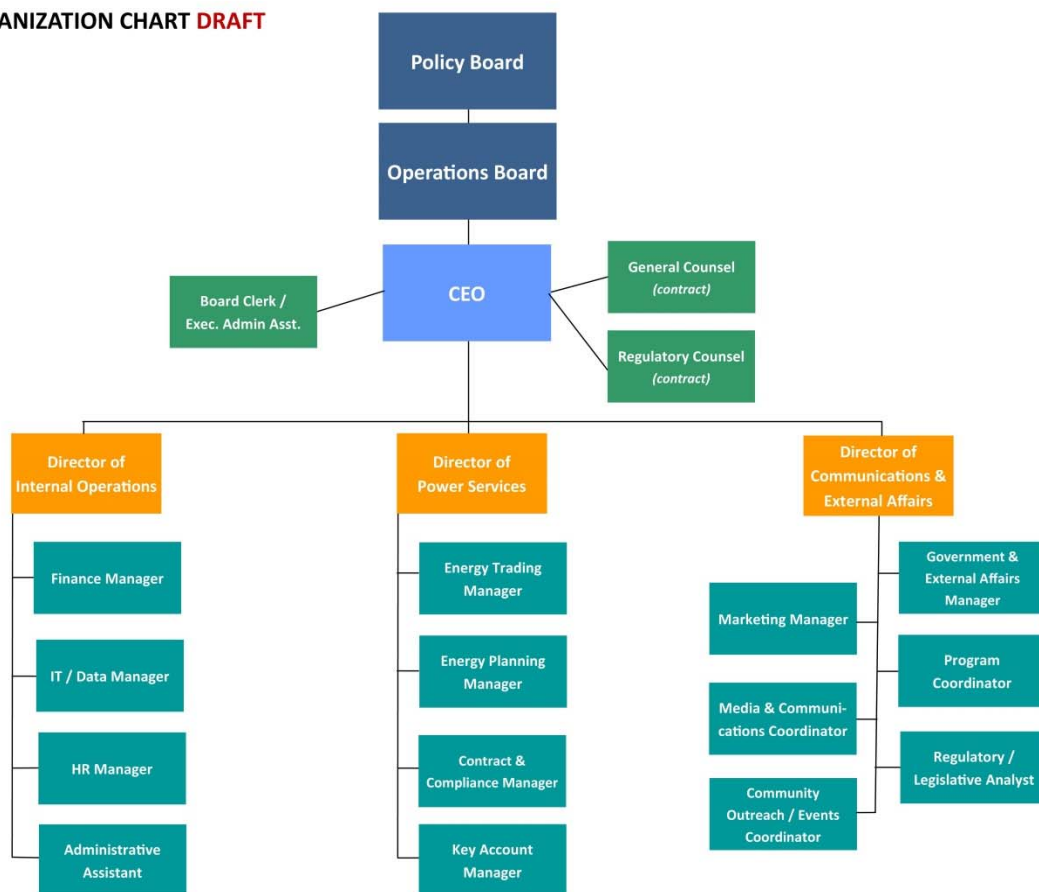 ANIZATION CHART DRAFT
Policy Board
Operations Board
CEO
Board Clerk /
Exec. Admin Asst.
General Counsel
(contract)
Regulatory Counsel
(contract)
Director of
Internal Operations
Finance Manager
IT / Data Manager
HR Manager
Administrative
Assistant
Director of
Power Services
Energy Trading
Manager
Energy Planning
Manager
Contract &
Compliance Manager
Key Account
Manager
Director of
Communications &
External Affairs
Marketing Manager
Media & Communi-
cations Coordinator
Community
Outreach / Events
Coordinator
Government &
External Affairs
Manager
Program
Coordinator
Regulatory /
Legislative Analyst